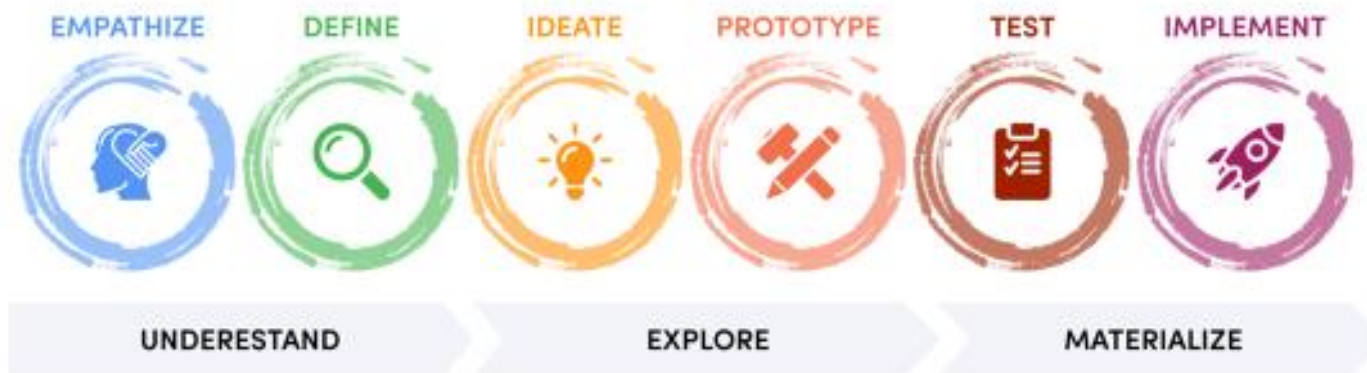 EMPATHIZE DEFINE IDEATE PROTOTYPE TEST IMPLEMENT
UNDERESTAND EXPLORE MATERIALIZE